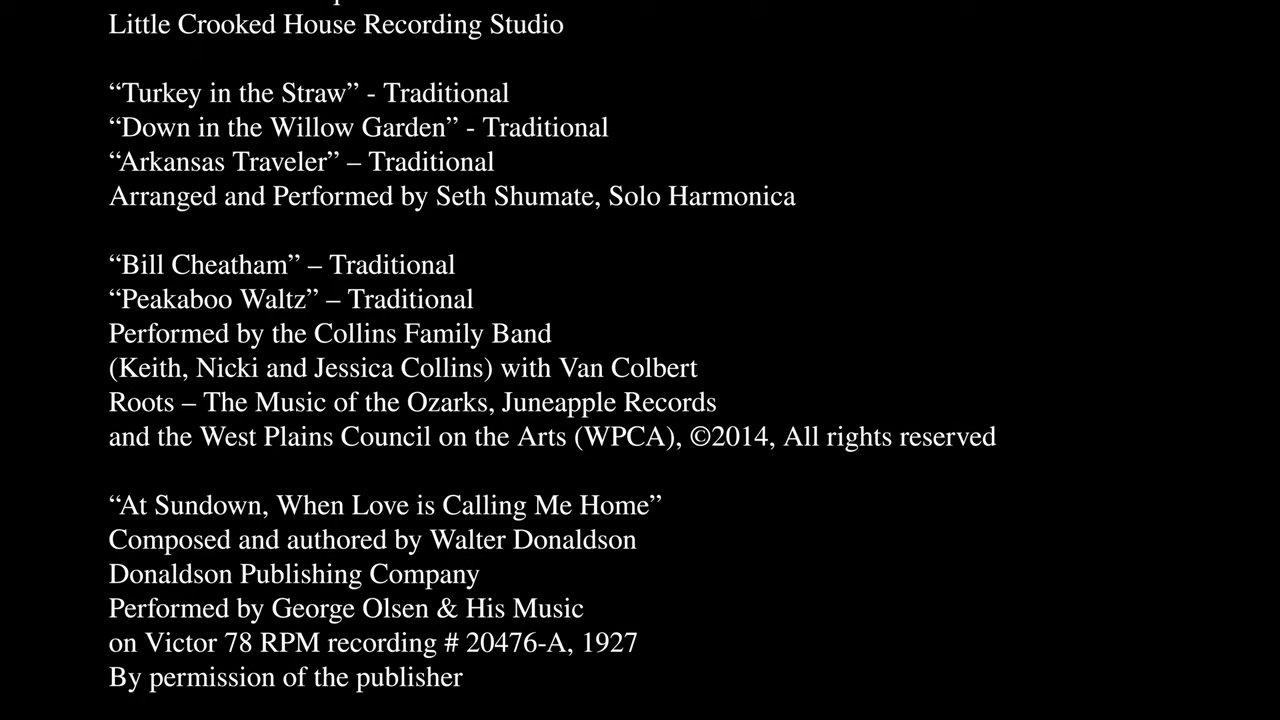 Little Crooked House Recording Studio
“Turkey in the Straw” - Traditional
“Down in the Willow Garden” - Traditional
“Arkansas Traveler” – Traditional
Arranged and Performed by Seth Shumate, Solo Harmonica
“Bill Cheatham” – Traditional
“Peakaboo Waltz” – Traditional
Performed by the Collins Family Band
(Keith, Nicki and Jessica Collins) with Van Colbert
Roots – The Music of the Ozarks, Juneapple Records
and the West Plains Council on the Arts (WPCA), ©2014, All rights reserved
“At Sundown, When Love is Calling Me Home”
Composed and authored by Walter Donaldson
Donaldson Publishing Company
Performed by George Olsen & His Music
on Victor 78 RPM recording # 20476-A, 1927
By permission of the publisher